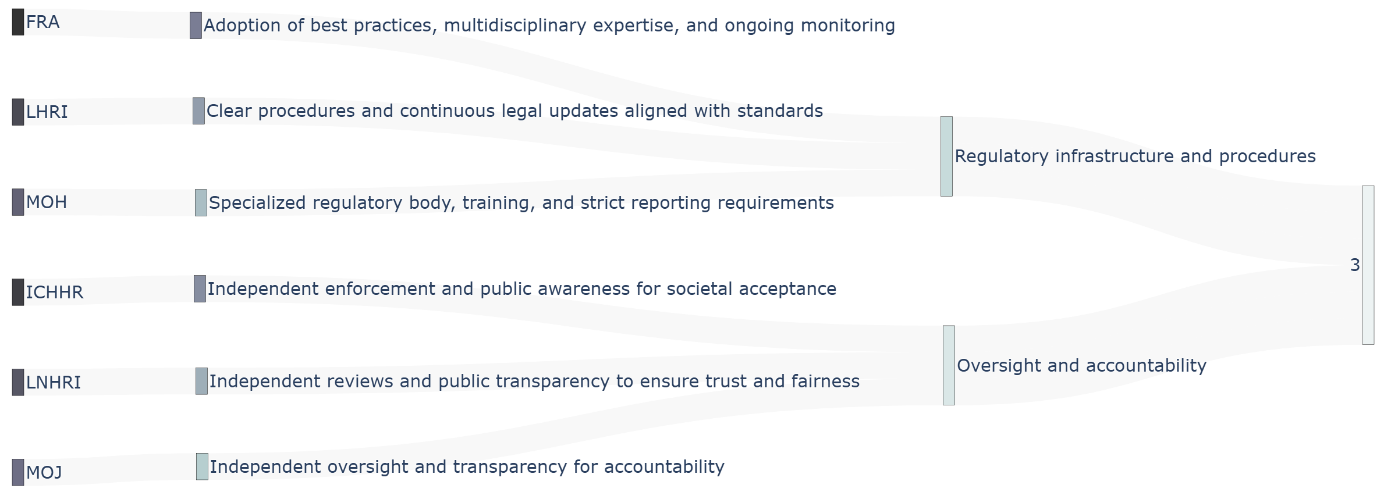 FRA
Adoption of best practices, multidisciplinary expertise, and ongoing monitoring
LHRI
Clear procedures and continuous legal updates aligned with standards
Regulatory infrastructure and procedures
MOH
Specialized regulatory body, training, and strict reporting requirements
3
ICHHR
Independent enforcement and public awareness for societal acceptance
Oversight and accountability
LNHRI
Independent reviews and public transparency to ensure trust and fairness
MOJ
Independent oversight and transparency for accountability